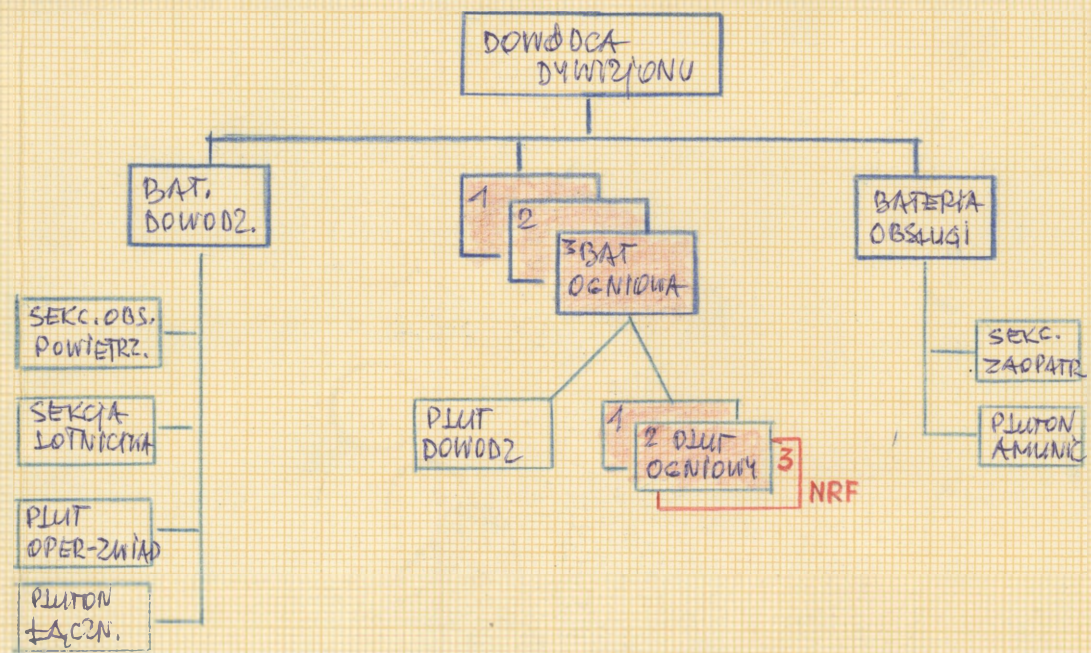 DOWÓDCA
DYWIZJONU
BAT.
DOWODZ.
1
2
3 BAT
OGNIOWA
BATERIA
OBSŁUGI
SEKC. OBS.
POWIETRZ.
SEKCJA
LOTNICTWA
PLUT
OPER-ZWIAD
PLUTON
ŁĄCZN.
PLUT
DOWODZ
1
2 PLUT
OGNIOWY
3
NRF
SEKC.
ZAOPATR
PLUTON
AMUNIC